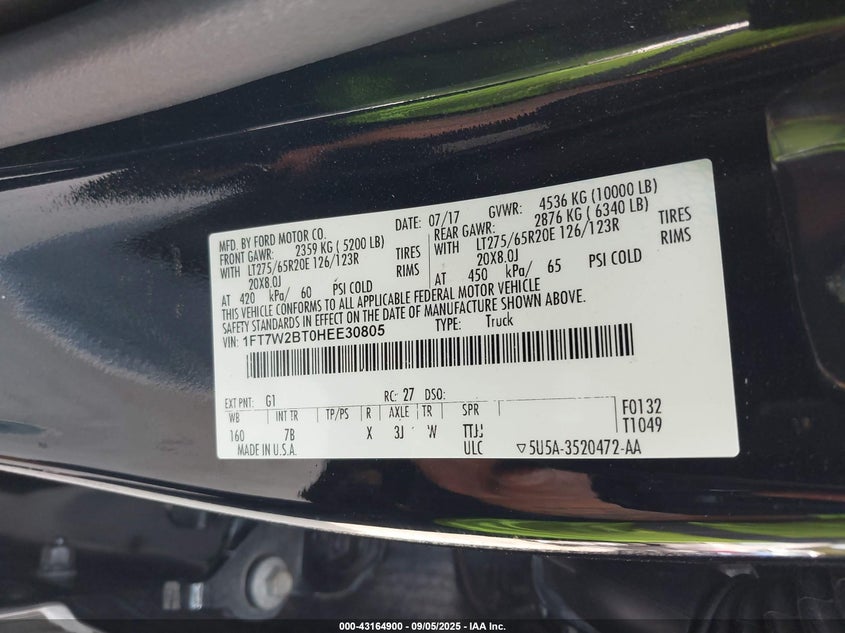 MFD. BY FORD MOTOR CO. DATE: 07/17 GVWR: 4536 KG (10000 LB)
FRONT GAWR: 2359 KG ( 5200 LB) REAR GAWR: 2876 KG ( 6340 LB)
WITH LT275/65R20E 126/123R TIRES WITH LT275/65R20E 126/123R TIRES
20X8.0J RIMS 20X8.0J RIMS
AT 420 kPa/ 60 PSI COLD AT 450 kPa/ 65 PSI COLD
THIS VEHICLE CONFORMS TO ALL APPLICABLE FEDERAL MOTOR VEHICLE
SAFETY STANDARDS IN EFFECT ON THE DATE OF MANUFACTURE SHOWN ABOVE.
VIN: 1FT7W2BT0HEE30805 TYPE: Truck
EXT PNT: G1 RC: 27 DSO:
WB INT TR TP/PS R AXLE TR SPR F0132
160 7B X 3J W T1049
MADE IN U.S.A. ULC ▽5U5A-3520472-AA
000-43164900 - 09/05/2025 - IAA Inc.